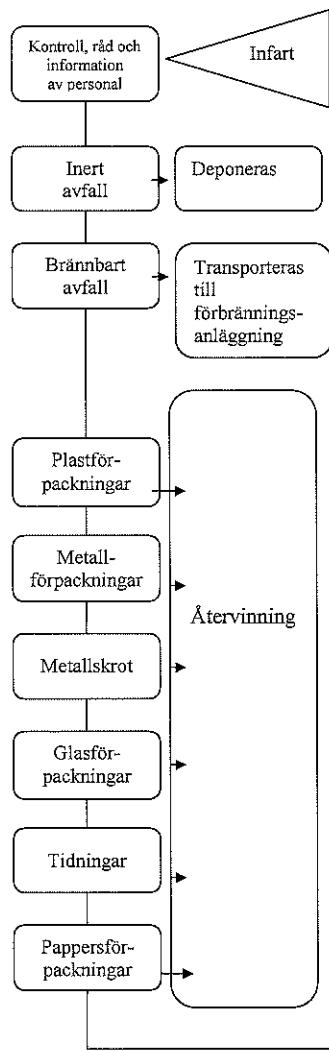 Kontroll, råd och
information
av personal
Infart
Inert
avfall
Deponeras
Brännbart
avfall
Transporteras
till
förbrännings-
anläggning
Plastför-
packningar
Metall-
förpackningar
Återvinning
Metallskrot
Glasför-
packningar
Tidningar
Pappersför-
packningar